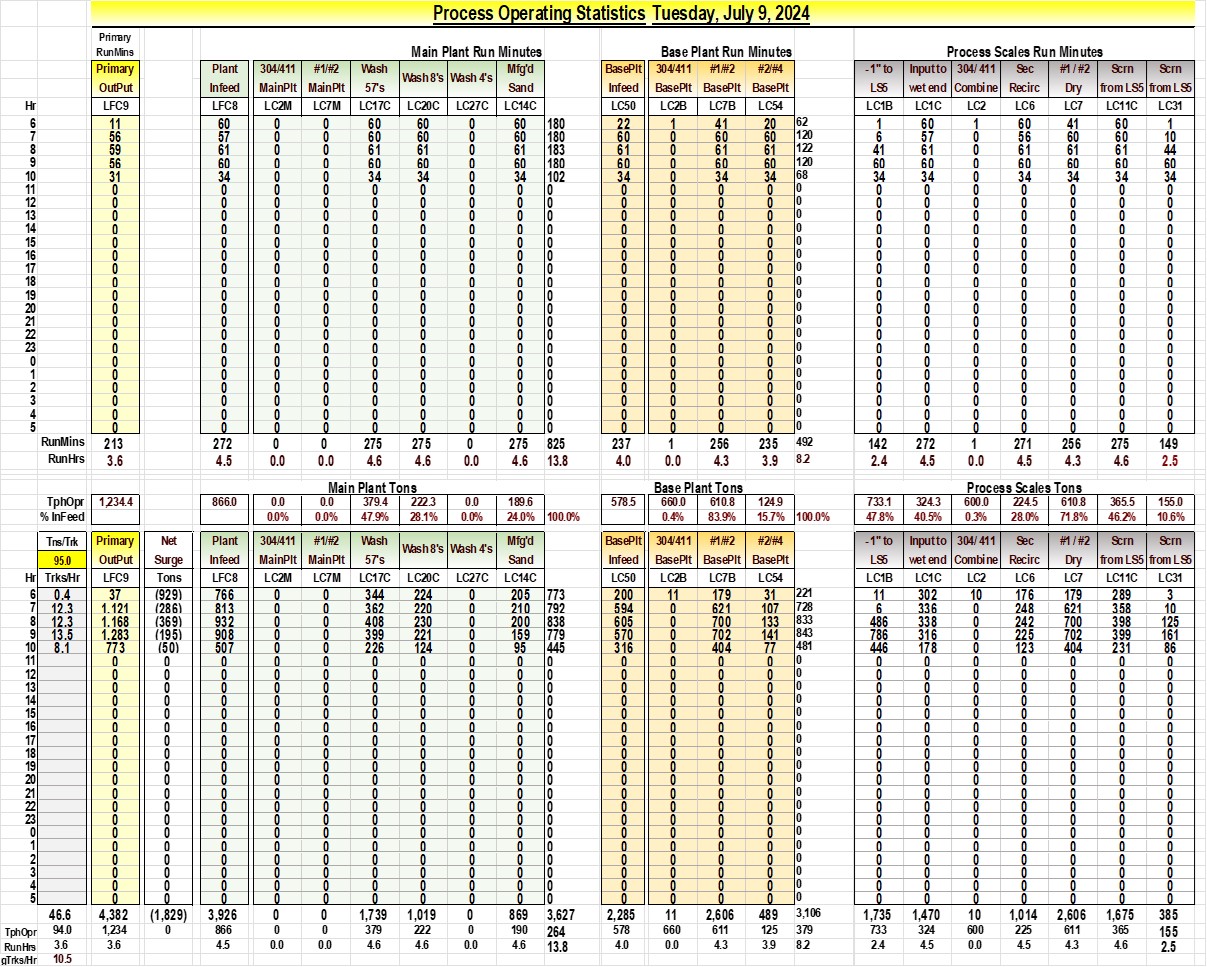 Process Operating Statistics Tuesday, July 9, 2024
Primary
RunMins Main Plant Run Minutes Base Plant Run Minutes Process Scales Run Minutes
Primary Plant 304/411 #1/#2 Wash Wash 8's Wash 4's Mfg'd BasePlt 304/411 #1/#2 #2/#4 -1" to Input to 304/ 411 Sec #1 / #2 Scrn Scrn
OutPut Infeed MainPlt MainPlt 57's Sand Infeed BasePlt BasePlt BasePlt LS5 wet end Combine Recirc Dry from LS5 from LS5
Hr LFC9 LFC8 LC2M LC7M LC17C LC20C LC27C LC14C LC50 LC2B LC7B LC54 LC1B LC1C LC2 LC6 LC7 LC11C LC31
6 11 60 0 0 60 60 0 60 180 22 1 41 20 62 1 60 1 60 41 60 1
7 56 57 0 0 60 60 0 60 180 60 0 60 60 120 6 57 0 56 60 60 10
8 59 61 0 0 61 61 0 61 183 61 0 61 61 122 41 61 0 61 61 61 44
9 56 60 0 0 60 60 0 60 180 60 0 60 60 120 60 60 0 60 60 60 60
10 31 34 0 0 34 34 0 34 102 34 0 34 34 68 34 34 0 34 34 34 34
11 0 0 0 0 0 0 0 0 0 0 0 0 0 0 0 0 0 0 0 0
12 0 0 0 0 0 0 0 0 0 0 0 0 0 0 0 0 0 0 0 0
13 0 0 0 0 0 0 0 0 0 0 0 0 0 0 0 0 0 0 0 0
14 0 0 0 0 0 0 0 0 0 0 0 0 0 0 0 0 0 0 0 0
15 0 0 0 0 0 0 0 0 0 0 0 0 0 0 0 0 0 0 0 0
16 0 0 0 0 0 0 0 0 0 0 0 0 0 0 0 0 0 0 0 0
17 0 0 0 0 0 0 0 0 0 0 0 0 0 0 0 0 0 0 0 0
18 0 0 0 0 0 0 0 0 0 0 0 0 0 0 0 0 0 0 0 0
19 0 0 0 0 0 0 0 0 0 0 0 0 0 0 0 0 0 0 0 0
20 0 0 0 0 0 0 0 0 0 0 0 0 0 0 0 0 0 0 0 0
21 0 0 0 0 0 0 0 0 0 0 0 0 0 0 0 0 0 0 0 0
22 0 0 0 0 0 0 0 0 0 0 0 0 0 0 0 0 0 0 0 0
23 0 0 0 0 0 0 0 0 0 0 0 0 0 0 0 0 0 0 0 0
0 0 0 0 0 0 0 0 0 0 0 0 0 0 0 0 0 0 0 0 0
1 0 0 0 0 0 0 0 0 0 0 0 0 0 0 0 0 0 0 0 0
2 0 0 0 0 0 0 0 0 0 0 0 0 0 0 0 0 0 0 0 0
3 0 0 0 0 0 0 0 0 0 0 0 0 0 0 0 0 0 0 0 0
4 0 0 0 0 0 0 0 0 0 0 0 0 0 0 0 0 0 0 0 0
5 0 0 0 0 0 0 0 0 0 0 0 0 0 0 0 0 0 0 0 0
RunMins 213 272 0 0 275 275 0 275 825 237 1 256 235 492 142 272 1 271 256 275 149
RunHrs 3.6 4.5 0.0 0.0 4.6 4.6 0.0 4.6 13.8 4.0 0.0 4.3 3.9 8.2 2.4 4.5 0.0 4.5 4.3 4.6 2.5
Main Plant Tons Base Plant Tons Process Scales Tons
TphOpr 1,234.4 866.0 0.0 0.0 379.4 222.3 0.0 189.6 578.5 660.0 610.8 124.9 733.1 324.3 600.0 224.5 610.8 365.5 155.0
% InFeed 0.0% 0.0% 47.9% 28.1% 0.0% 24.0% 100.0% 0.4% 83.9% 15.7% 100.0% 47.8% 40.5% 0.3% 28.0% 71.8% 46.2% 10.6%
Tns/Trk Primary Net Plant 304/411 #1/#2 Wash Wash 8's Wash 4's Mfg'd BasePlt 304/411 #1/#2 #2/#4 -1" to Input to 304/ 411 Sec #1 / #2 Scrn Scrn
95.0 OutPut Surge Infeed MainPlt MainPlt 57's Sand Infeed BasePlt BasePlt BasePlt LS5 wet end Combine Recirc Dry from LS5 from LS5
Hr Trks/Hr LFC9 Tons LFC8 LC2M LC7M LC17C LC20C LC27C LC14C LC50 LC2B LC7B LC54 LC1B LC1C LC2 LC6 LC7 LC11C LC31
6 0.4 37 (929) 766 0 0 344 224 0 205 773 200 11 179 31 221 11 302 10 176 179 289 3
7 12.3 1,121 (286) 813 0 0 362 220 0 210 792 594 0 621 107 728 6 336 0 248 621 358 10
8 12.3 1,168 (369) 932 0 0 408 230 0 200 838 605 0 700 133 833 486 338 0 242 700 398 125
9 13.5 1,283 (195) 908 0 0 399 221 0 159 779 570 0 702 141 843 786 316 0 225 702 399 161
10 8.1 773 (50) 507 0 0 226 124 0 95 445 316 0 404 77 481 446 178 0 123 404 231 86
11 0 0 0 0 0 0 0 0 0 0 0 0 0 0 0 0 0 0 0 0 0
12 0 0 0 0 0 0 0 0 0 0 0 0 0 0 0 0 0 0 0 0 0
13 0 0 0 0 0 0 0 0 0 0 0 0 0 0 0 0 0 0 0 0 0
14 0 0 0 0 0 0 0 0 0 0 0 0 0 0 0 0 0 0 0 0 0
15 0 0 0 0 0 0 0 0 0 0 0 0 0 0 0 0 0 0 0 0 0
16 0 0 0 0 0 0 0 0 0 0 0 0 0 0 0 0 0 0 0 0 0
17 0 0 0 0 0 0 0 0 0 0 0 0 0 0 0 0 0 0 0 0 0
18 0 0 0 0 0 0 0 0 0 0 0 0 0 0 0 0 0 0 0 0 0
19 0 0 0 0 0 0 0 0 0 0 0 0 0 0 0 0 0 0 0 0 0
20 0 0 0 0 0 0 0 0 0 0 0 0 0 0 0 0 0 0 0 0 0
21 0 0 0 0 0 0 0 0 0 0 0 0 0 0 0 0 0 0 0 0 0
22 0 0 0 0 0 0 0 0 0 0 0 0 0 0 0 0 0 0 0 0 0
23 0 0 0 0 0 0 0 0 0 0 0 0 0 0 0 0 0 0 0 0 0
0 0 0 0 0 0 0 0 0 0 0 0 0 0 0 0 0 0 0 0 0 0
1 0 0 0 0 0 0 0 0 0 0 0 0 0 0 0 0 0 0 0 0 0
2 0 0 0 0 0 0 0 0 0 0 0 0 0 0 0 0 0 0 0 0 0
3 0 0 0 0 0 0 0 0 0 0 0 0 0 0 0 0 0 0 0 0 0
4 0 0 0 0 0 0 0 0 0 0 0 0 0 0 0 0 0 0 0 0 0
5 0 0 0 0 0 0 0 0 0 0 0 0 0 0 0 0 0 0 0 0 0
46.6 4,382 (1,829) 3,926 0 0 1,739 1,019 0 869 3,627 2,285 11 2,606 489 3,106 1,735 1,470 10 1,014 2,606 1,675 385
TphOpr 94.0 1,234 0 866 0 0 379 222 0 190 264 578 660 611 125 379 733 324 600 225 611 365 155
RunHrs 3.6 3.6 4.5 0.0 0.0 4.6 4.6 0.0 4.6 13.8 4.0 0.0 4.3 3.9 8.2 2.4 4.5 0.0 4.5 4.3 4.6 2.5
gTrks/Hr 10.5